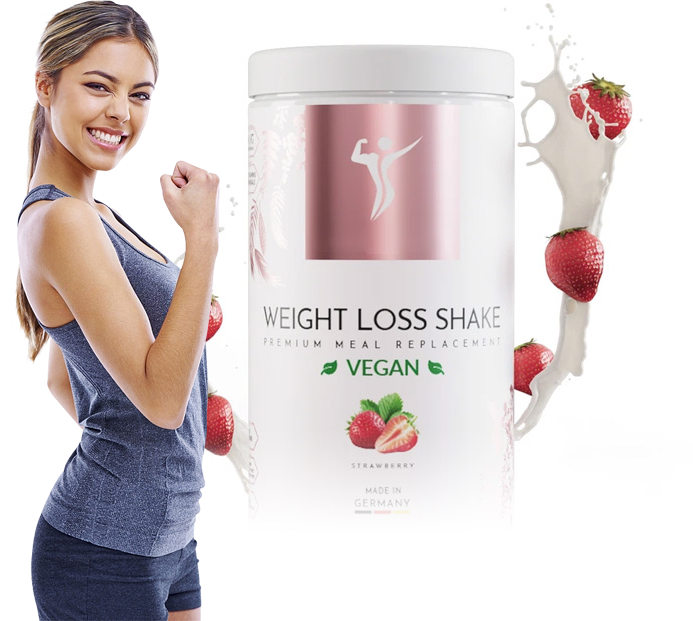 WEIGHT LOSS SHAKE
PREMIUM MEAL REPLACEMENT
VEGAN
STRAWBERRY
MADE IN
GERMANY